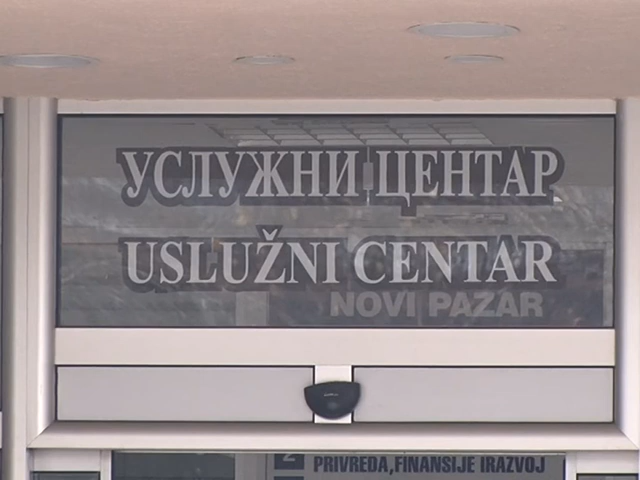 УСЛУЖНИ ЦЕНТАР
USLUŽNI CENTAR
NOVI PAZAR
2
PRIVREDA,FINANSIJE IRAZVOJ